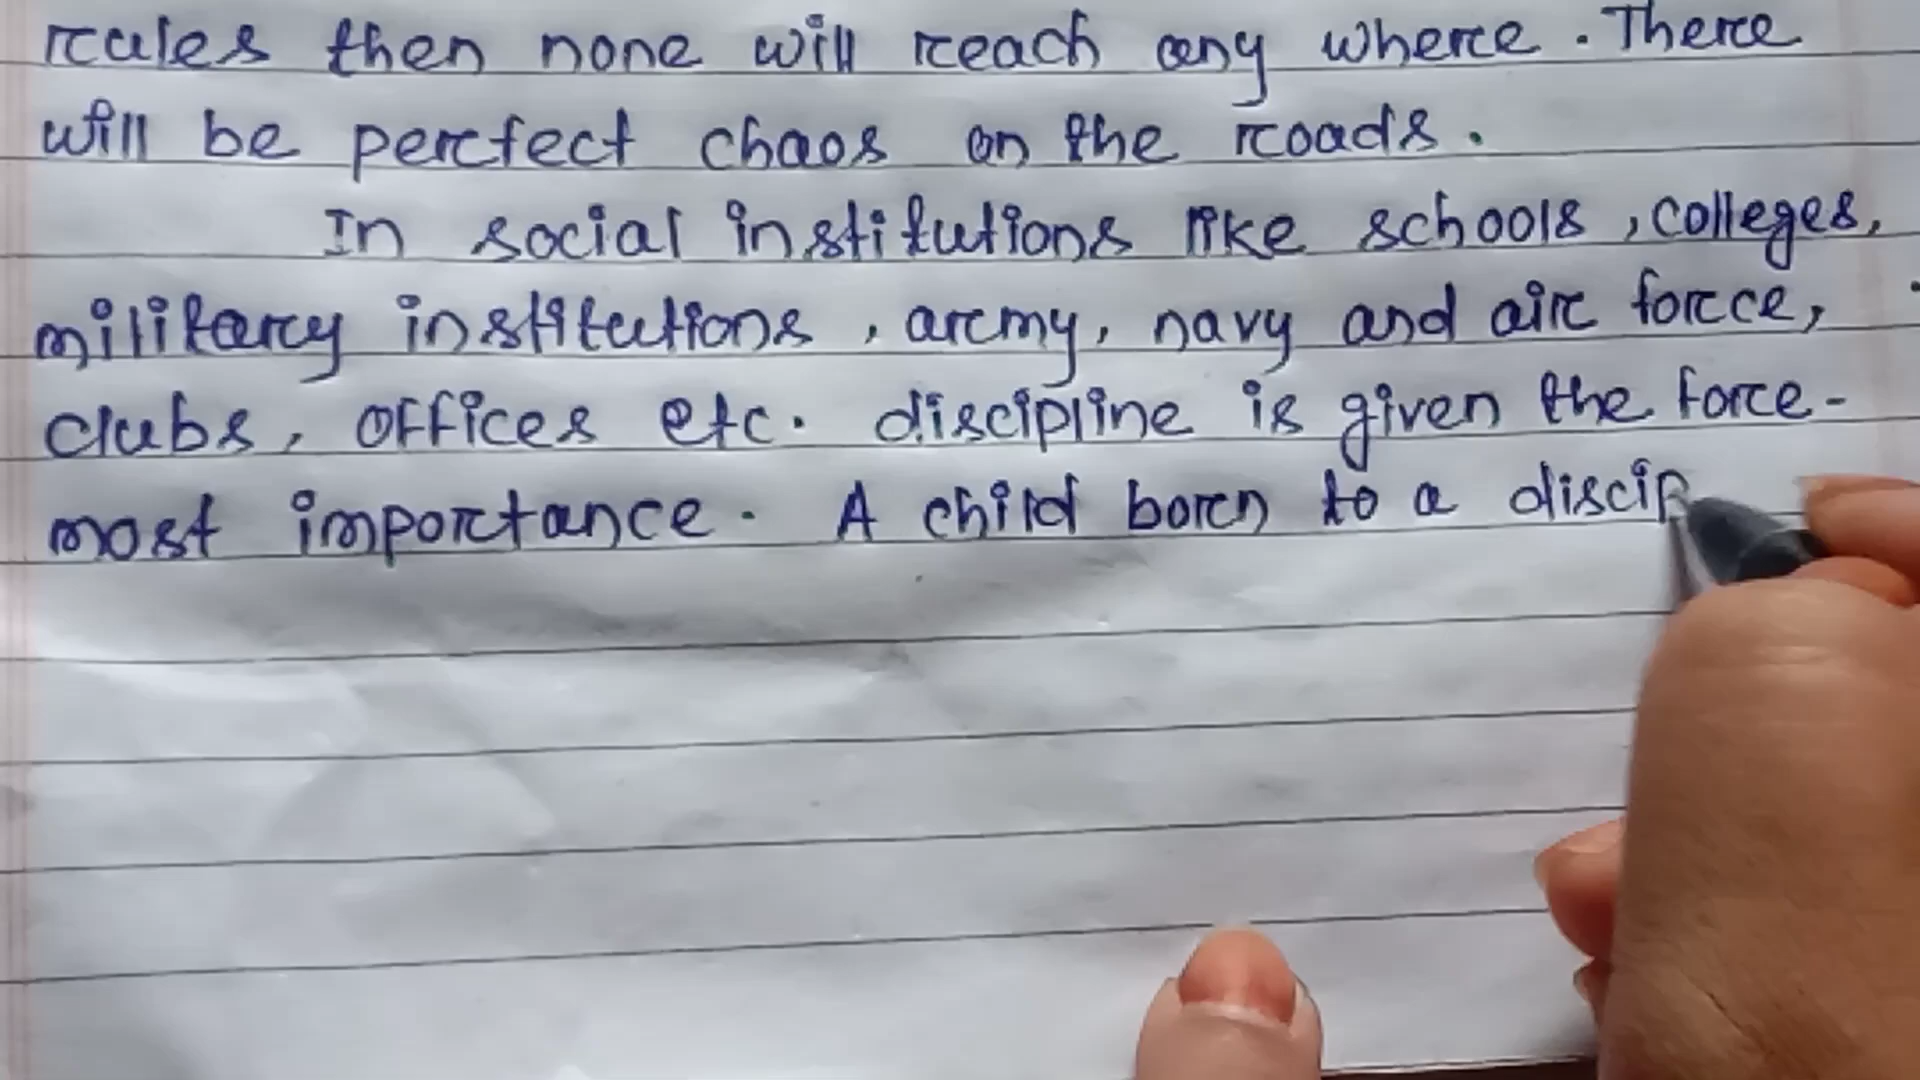 rules then none will reach any where. There
will be perfect chaos on the roads.
In social institutions like schools, colleges,
military institutions, army, navy and air force,
clubs, offices etc. discipline is given the force-
most importance. A child born to a discip